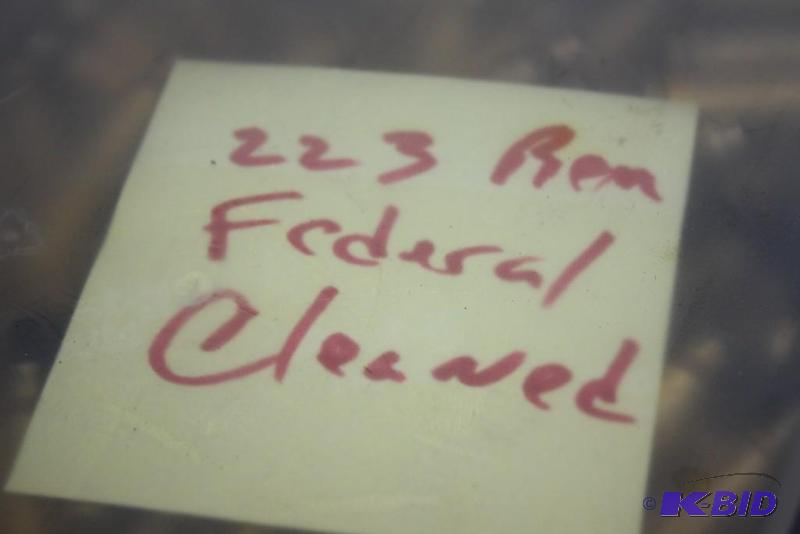 223 Rem
Federal
Cleaned
© K-BID